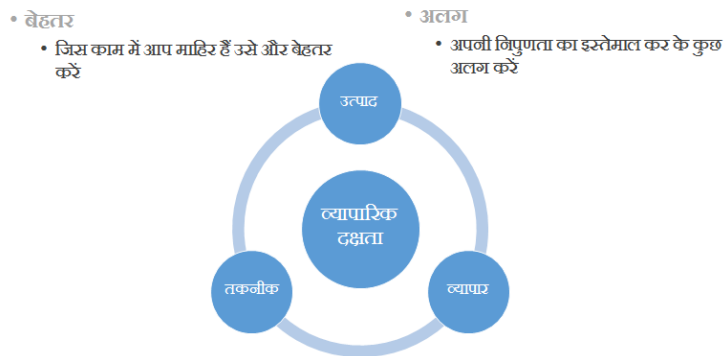 • बेहतर
• जिस काम में आप माहिर हैं उसे और बेहतर
करें
• अलग
• अपनी निपुणता का इस्तेमाल कर के कुछ
अलग करें
उत्पाद
व्यापारिक
दक्षता
तकनीक
व्यापार